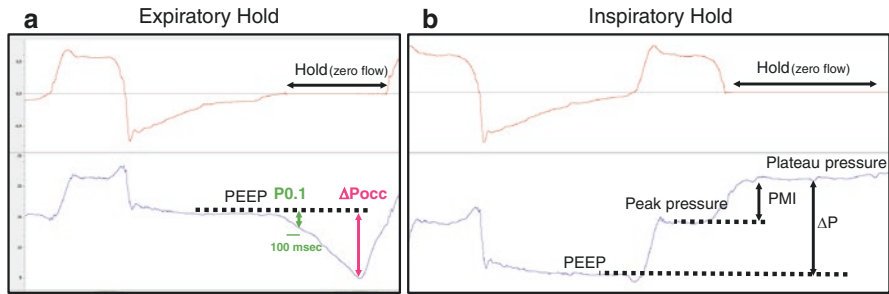 a
Expiratory Hold
Hold (zero flow)
PEEP
P0.1
ΔPocc
100 msec
b
Inspiratory Hold
Hold (zero flow)
Plateau pressure
Peak pressure
PMI
ΔP
PEEP